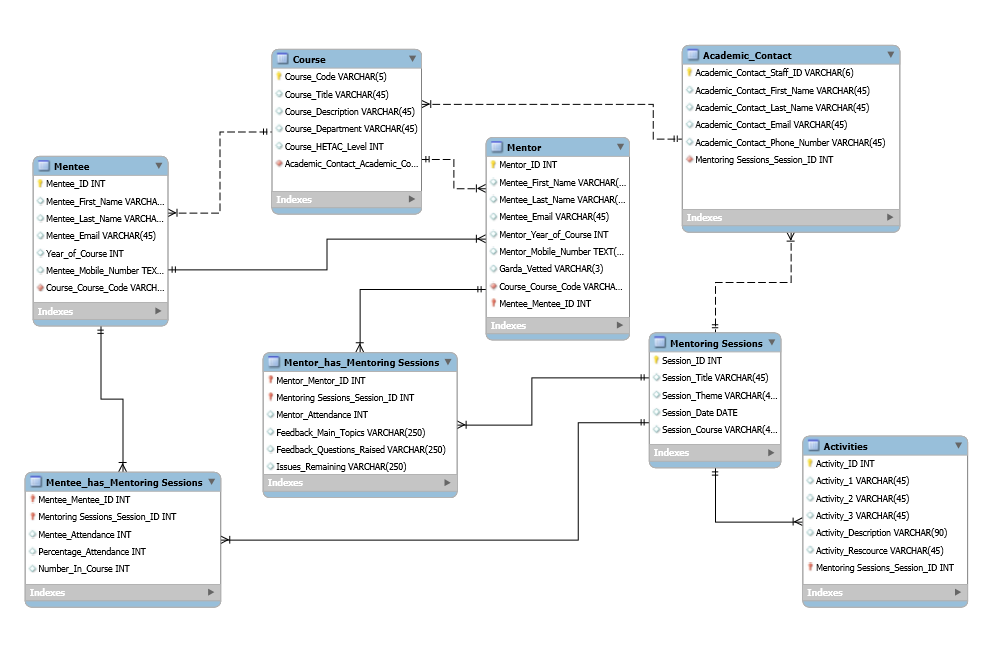 Course
Course_Code VARCHAR(5)
Course_Title VARCHAR(45)
Course_Description VARCHAR(45)
Course_Department VARCHAR(45)
Course_HETAC_Level INT
Academic_Contact_Academic_Co...
Indexes
Academic_Contact
Academic_Contact_Staff_ID VARCHAR(6)
Academic_Contact_First_Name VARCHAR(45)
Academic_Contact_Last_Name VARCHAR(45)
Academic_Contact_Email VARCHAR(45)
Academic_Contact_Phone_Number VARCHAR(45)
Mentoring Sessions_Session_ID INT
Indexes
Mentee
Mentee_ID INT
Mentee_First_Name VARCHA...
Mentee_Last_Name VARCHA...
Mentee_Email VARCHAR(45)
Year_of_Course INT
Mentee_Mobile_Number TEX...
Course_Course_Code VARCH...
Indexes
Mentor
Mentor_ID INT
Mentee_First_Name VARCHAR(...
Mentee_Last_Name VARCHAR(...
Mentee_Email VARCHAR(45)
Mentor_Year_of_Course INT
Mentor_Mobile_Number TEXT(...
Garda_Vetted VARCHAR(3)
Course_Course_Code VARCHA...
Mentee_Mentee_ID INT
Indexes
Mentor_has_Mentoring Sessions
Mentor_Mentor_ID INT
Mentoring Sessions_Session_ID INT
Mentor_Attendance INT
Feedback_Main_Topics VARCHAR(250)
Feedback_Questions_Raised VARCHAR(250)
Issues_Remaining VARCHAR(250)
Indexes
Mentoring Sessions
Session_ID INT
Session_Title VARCHAR(45)
Session_Theme VARCHAR(4...
Session_Date DATE
Session_Course VARCHAR(4...
Indexes
Mentee_has_Mentoring Sessions
Mentee_Mentee_ID INT
Mentoring Sessions_Session_ID INT
Mentee_Attendance INT
Percentage_Attendance INT
Number_In_Course INT
Indexes
Activities
Activity_ID INT
Activity_1 VARCHAR(45)
Activity_2 VARCHAR(45)
Activity_3 VARCHAR(45)
Activity_Description VARCHAR(90)
Activity_Rescource VARCHAR(45)
Mentoring Sessions_Session_ID INT
Indexes